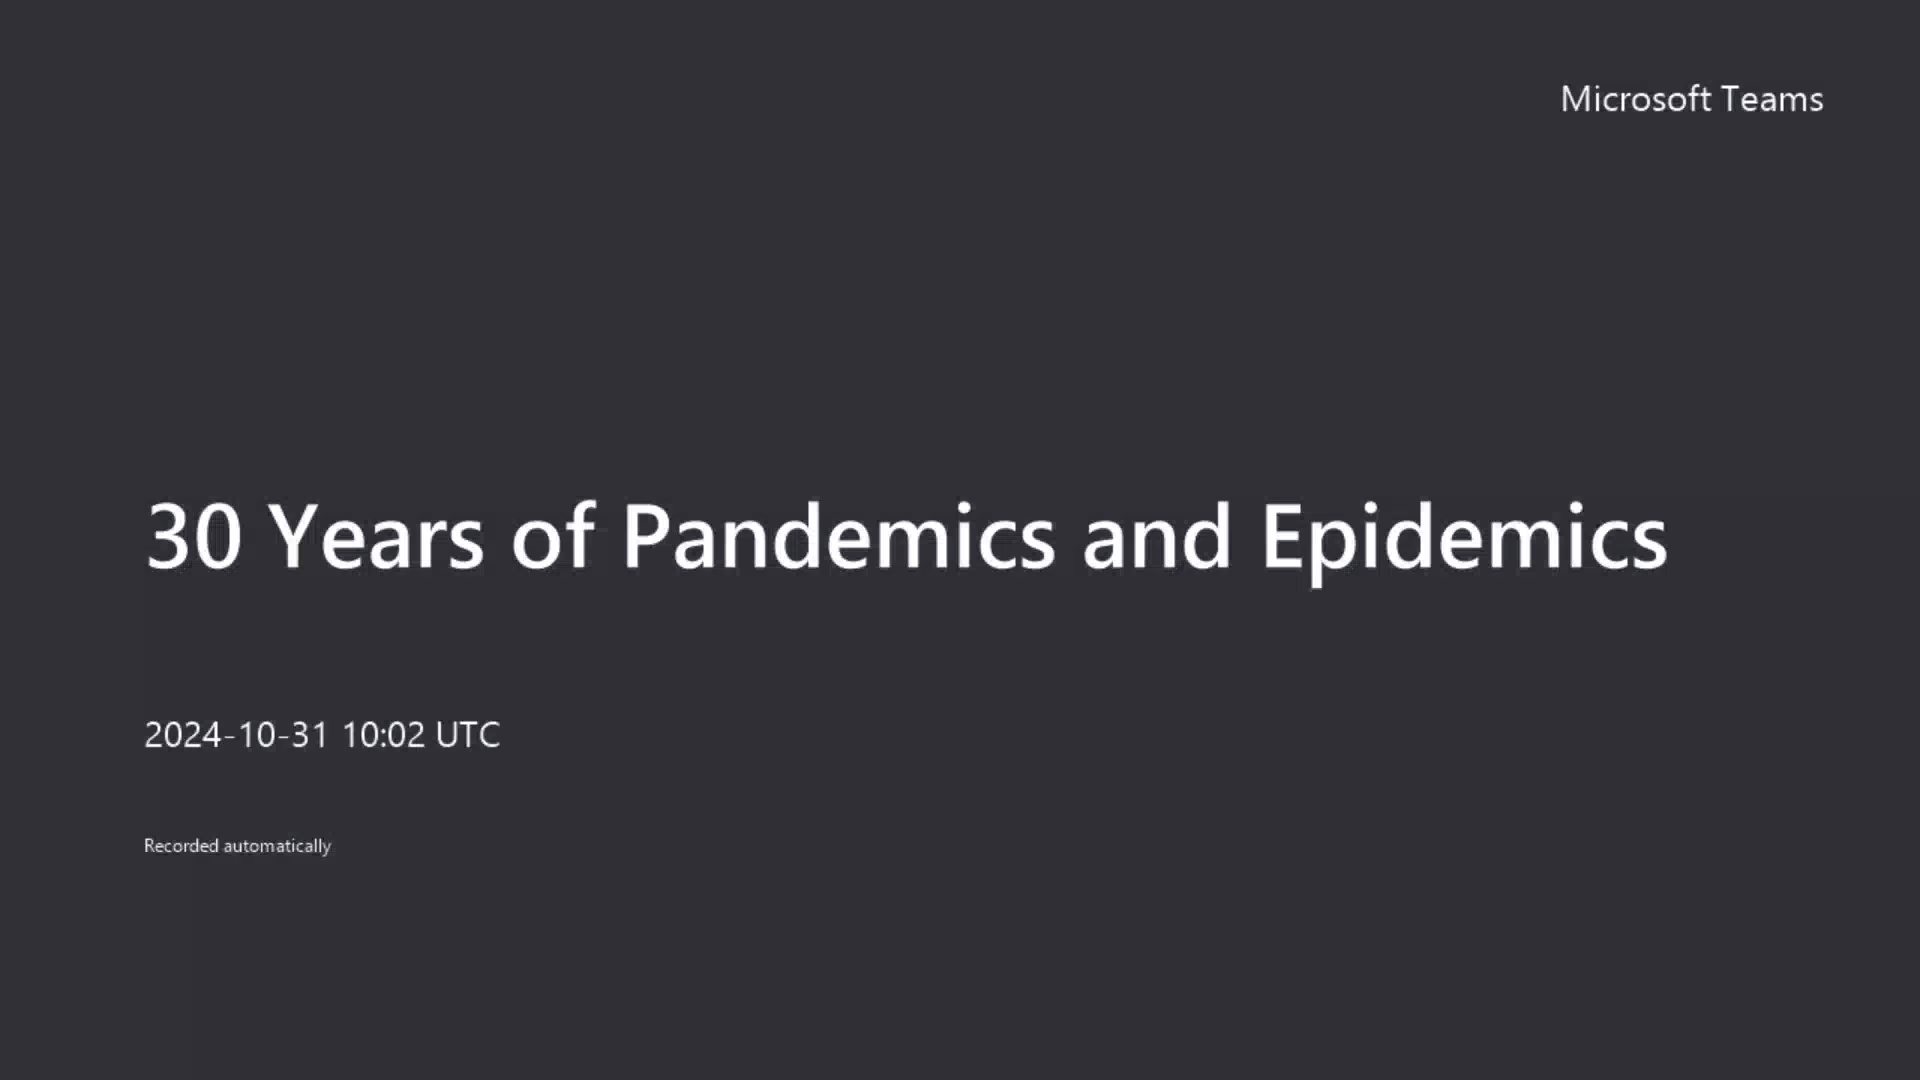 Microsoft Teams
30 Years of Pandemics and Epidemics
2024-10-31 10:02 UTC
Recorded automatically